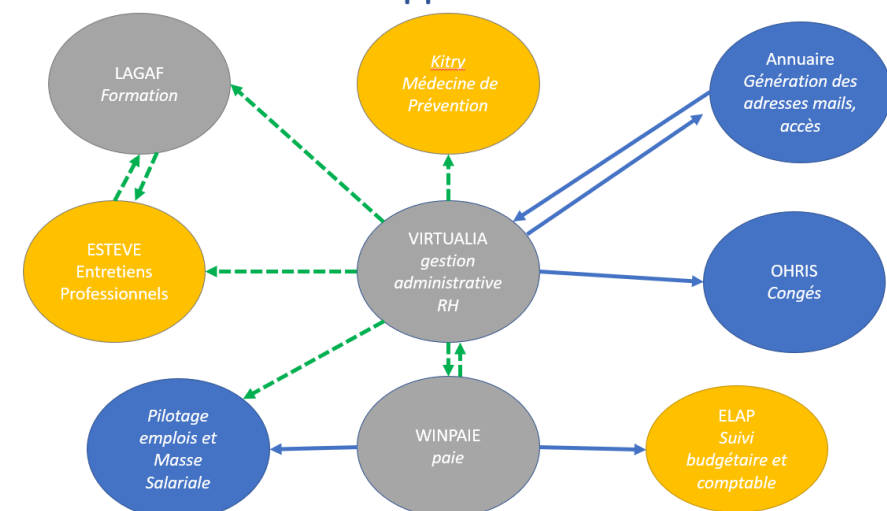 LAGAF
Formation
Kitry
Médecine de
Prévention
Annuaire
Génération des
adresses mails,
accès
ESTEVE
Entretiens
Professionnels
VIRTUALIA
gestion
administrative
RH
OHRIS
Congés
Pilotage
emplois et
Masse
Salariale
WINPAIE
paie
ELAP
Suivi
budgétaire et
comptable